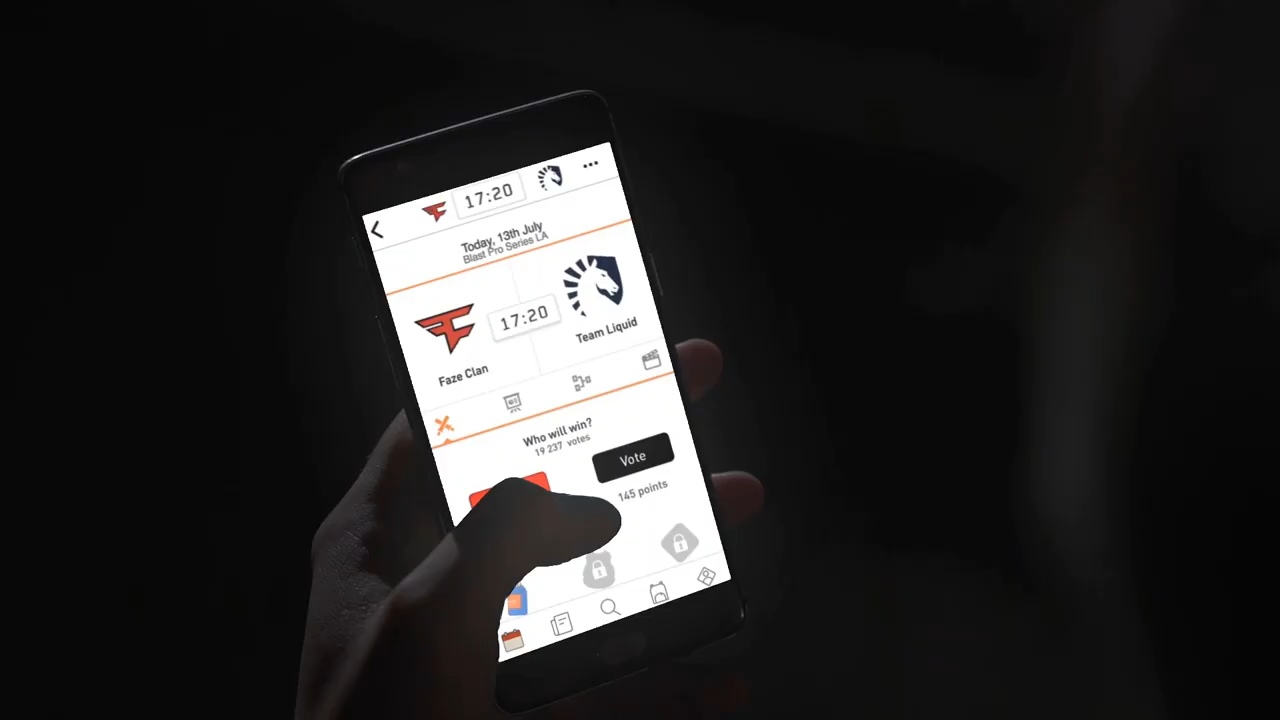 17:20
Today, 13th July
Blast Pro Series LA
17:20
Faze Clan
Team Liquid
Who will win?
19 237 votes
Vote
145 points